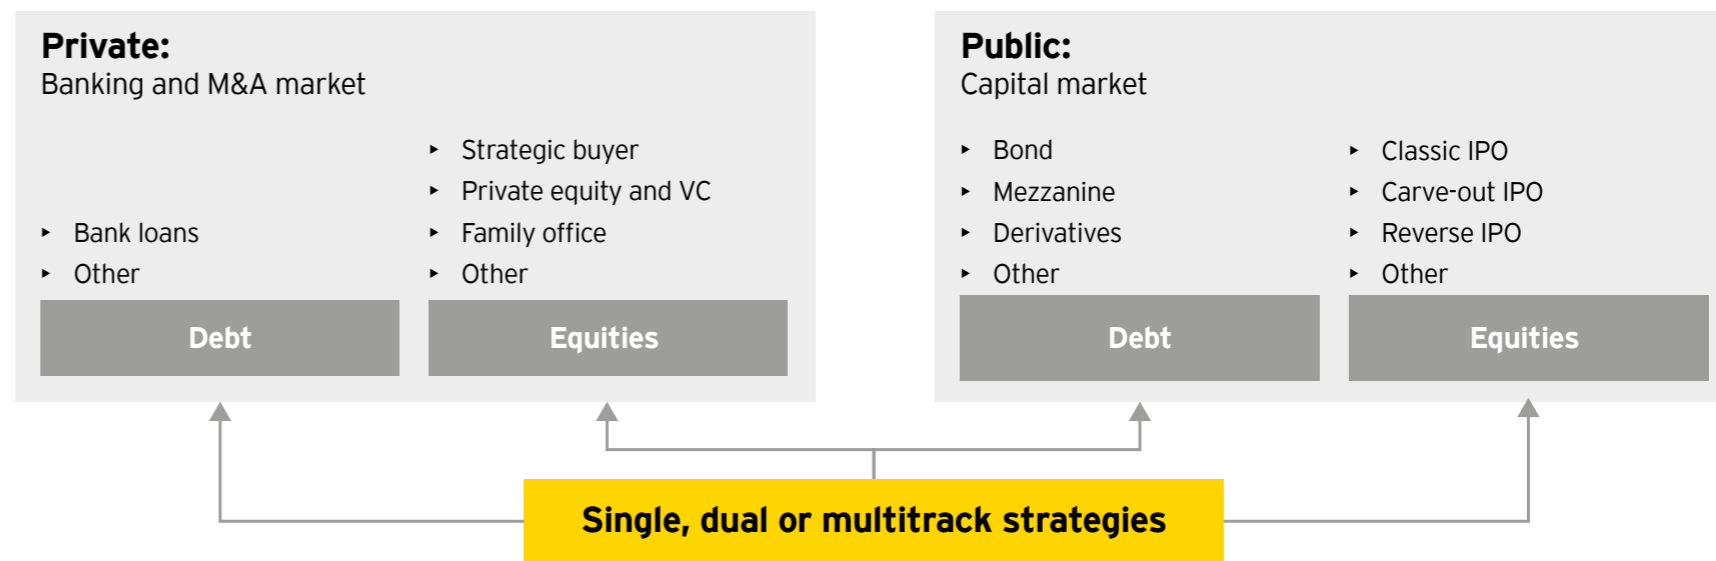 Private:
Banking and M&A market
Bank loans
Other
Debt
Strategic buyer
Private equity and VC
Family office
Other
Equities
Public:
Capital market
Bond
Mezzanine
Derivatives
Other
Debt
Classic IPO
Carve-out IPO
Reverse IPO
Other
Equities
Single, dual or multitrack strategies